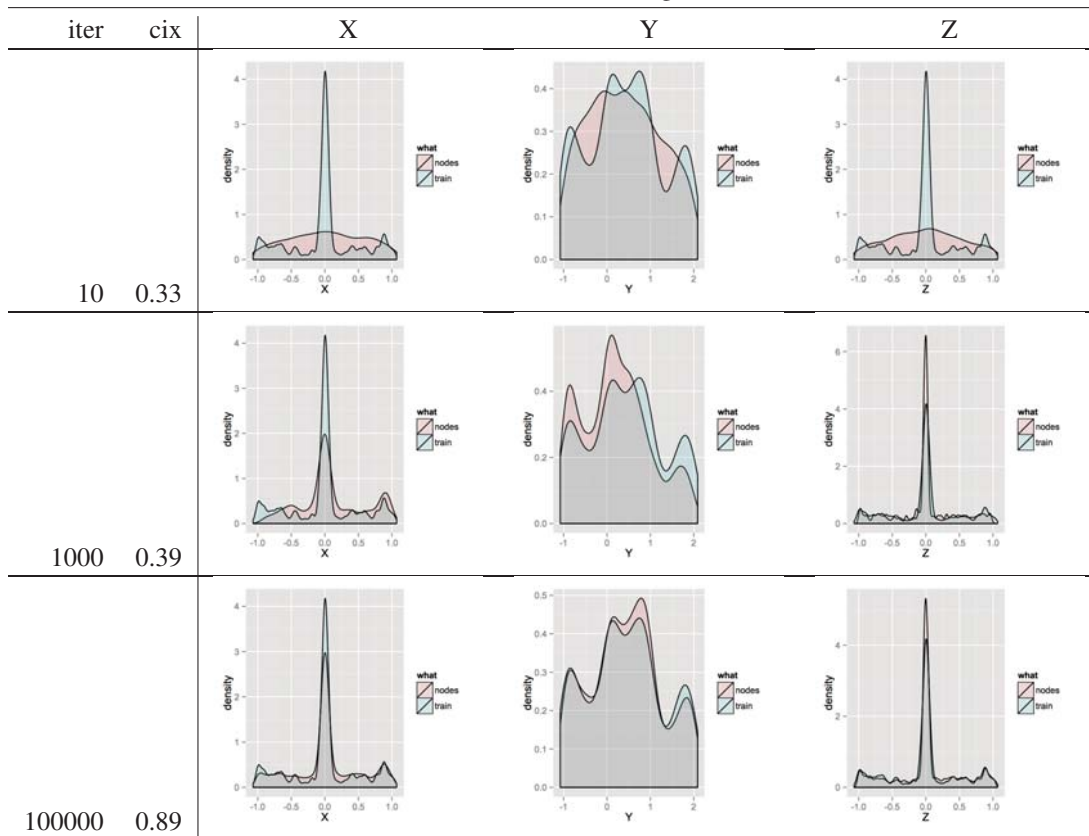 iter cix X Y Z
density
4
3
2
1
0
-1.0 -0.5 0.0 0.5 1.0
X
what
nodes
train
density
0.4
0.3
0.2
0.1
0.0
-1 0 1 2
Y
what
nodes
train
density
4
3
2
1
0
-1.0 -0.5 0.0 0.5 1.0
Z
what
nodes
train
10 0.33
density
4
3
2
1
0
-1.0 -0.5 0.0 0.5 1.0
X
what
nodes
train
density
0.4
0.2
0.0
-1 0 1 2
Y
what
nodes
train
density
6
4
2
0
-1.0 -0.5 0.0 0.5 1.0
Z
what
nodes
train
1000 0.39
density
4
3
2
1
0
-1.0 -0.5 0.0 0.5 1.0
X
what
nodes
train
density
0.5
0.4
0.3
0.2
0.1
0.0
-1 0 1 2
Y
what
nodes
train
density
4
2
0
-1.0 -0.5 0.0 0.5 1.0
Z
what
nodes
train
100000 0.89